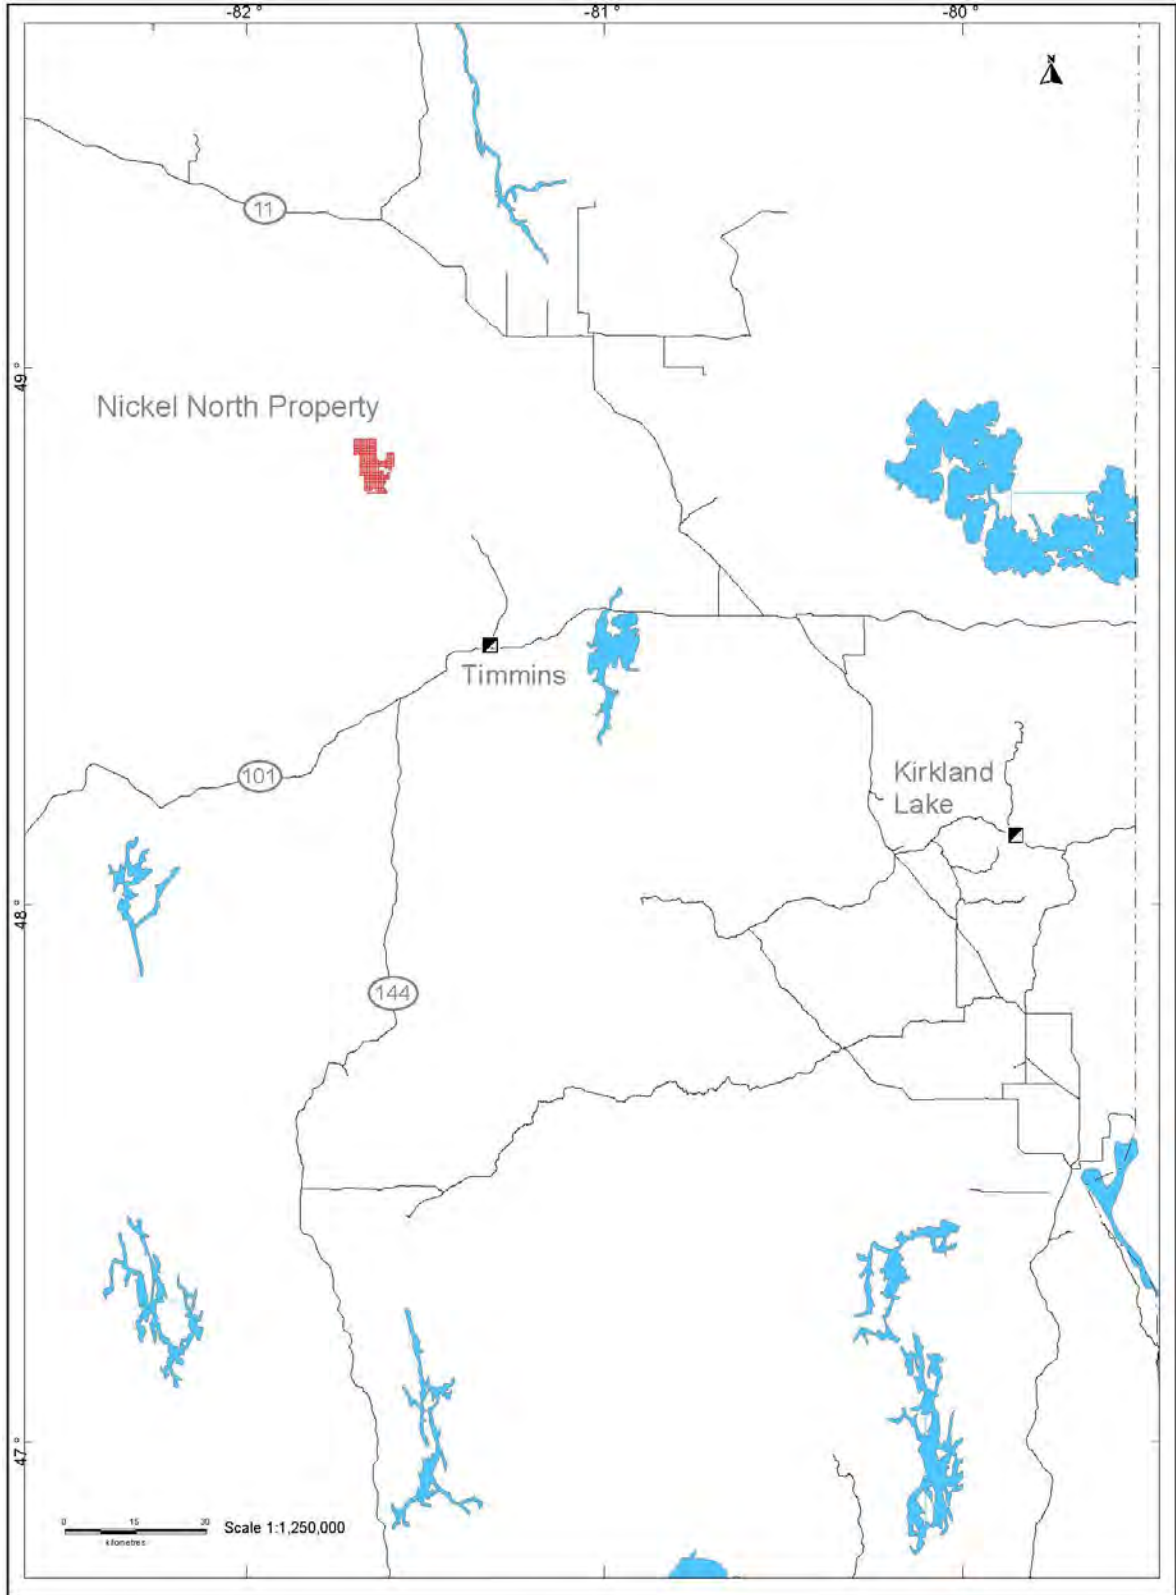 -82 °
-81 °
-80 °
N
11
49 °
Nickel North Property
Timmins
101
Kirkland
Lake
48 °
144
47 °
0 15 30
kilometres
Scale 1:1,250,000